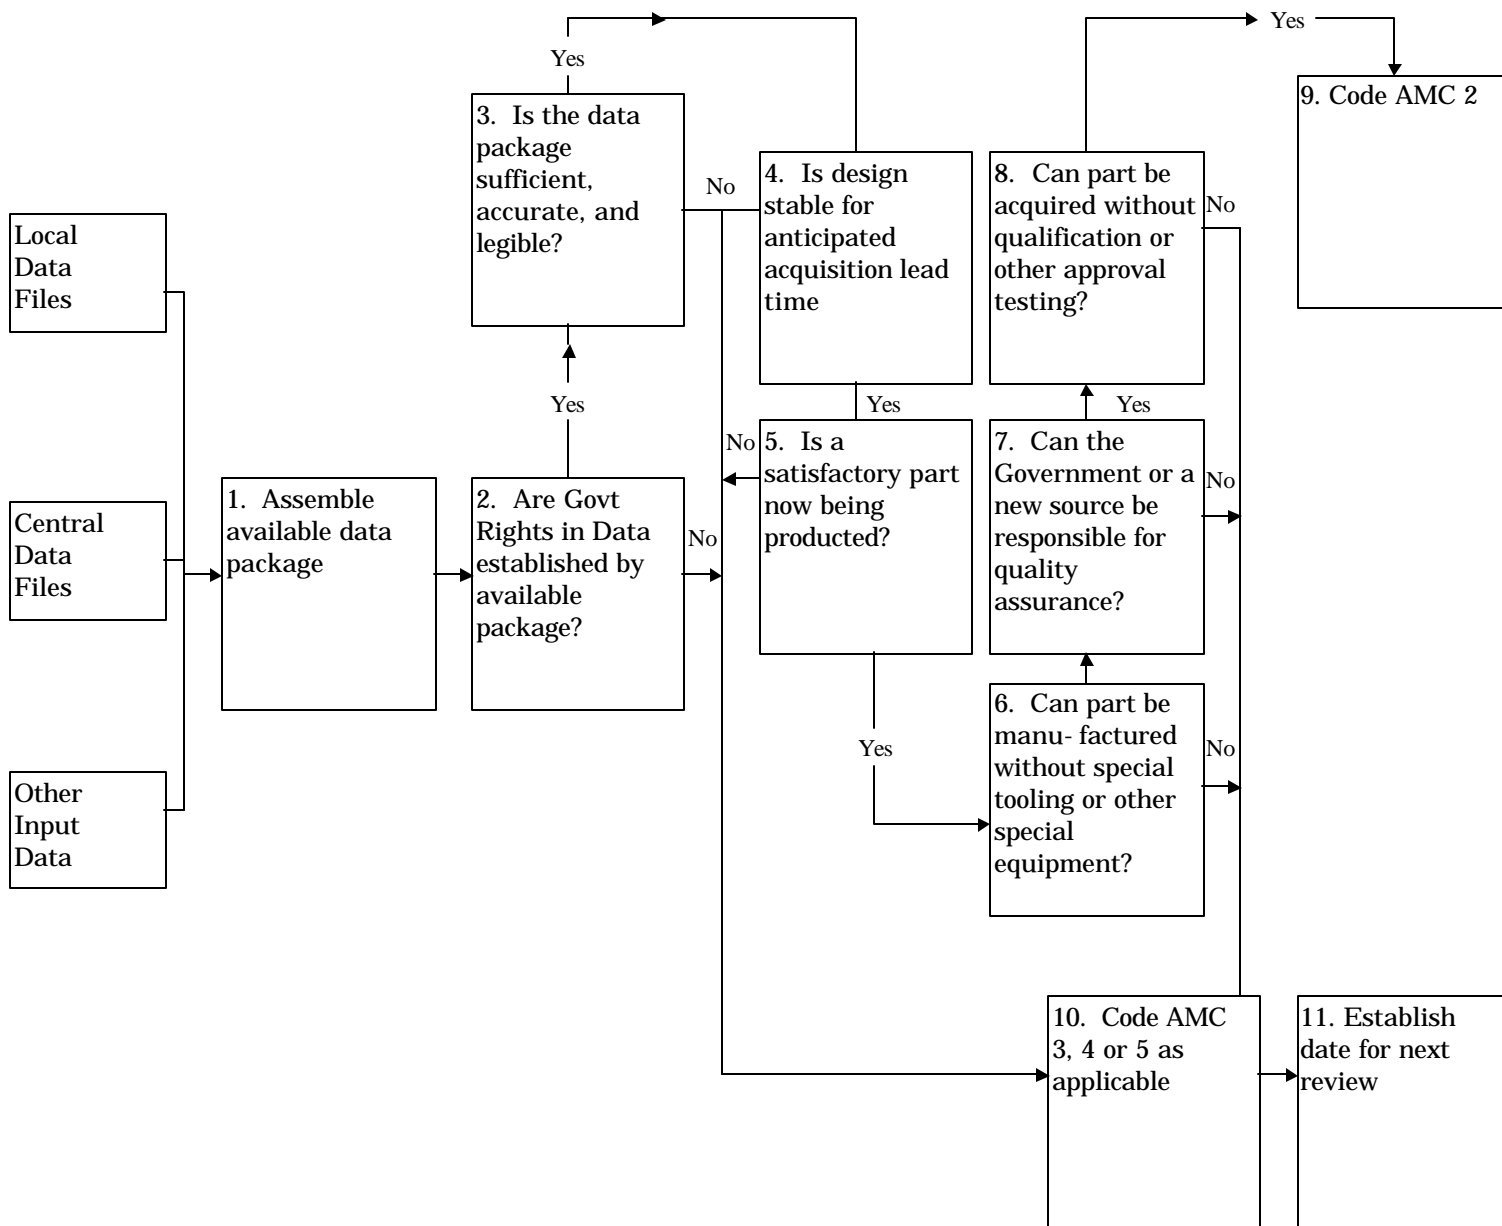 Local
Data
Files
Central
Data
Files
Other
Input
Data
1. Assemble
available data
package
2. Are Govt
Rights in Data
established by
available
package?
No
Yes
3. Is the data
package
sufficient,
accurate, and
legible?
No
Yes
4. Is design
stable for
anticipated
acquisition lead
time
Yes
5. Is a
satisfactory part
now being
producted?
No
Yes
6. Can part be
manu- factured
without special
tooling or other
special
equipment?
No
7. Can the
Government or a
new source be
responsible for
quality
assurance?
No
Yes
8. Can part be
acquired without
qualification or
other approval
testing?
No
Yes
9. Code AMC 2
10. Code AMC
3, 4 or 5 as
applicable
11. Establish
date for next
review